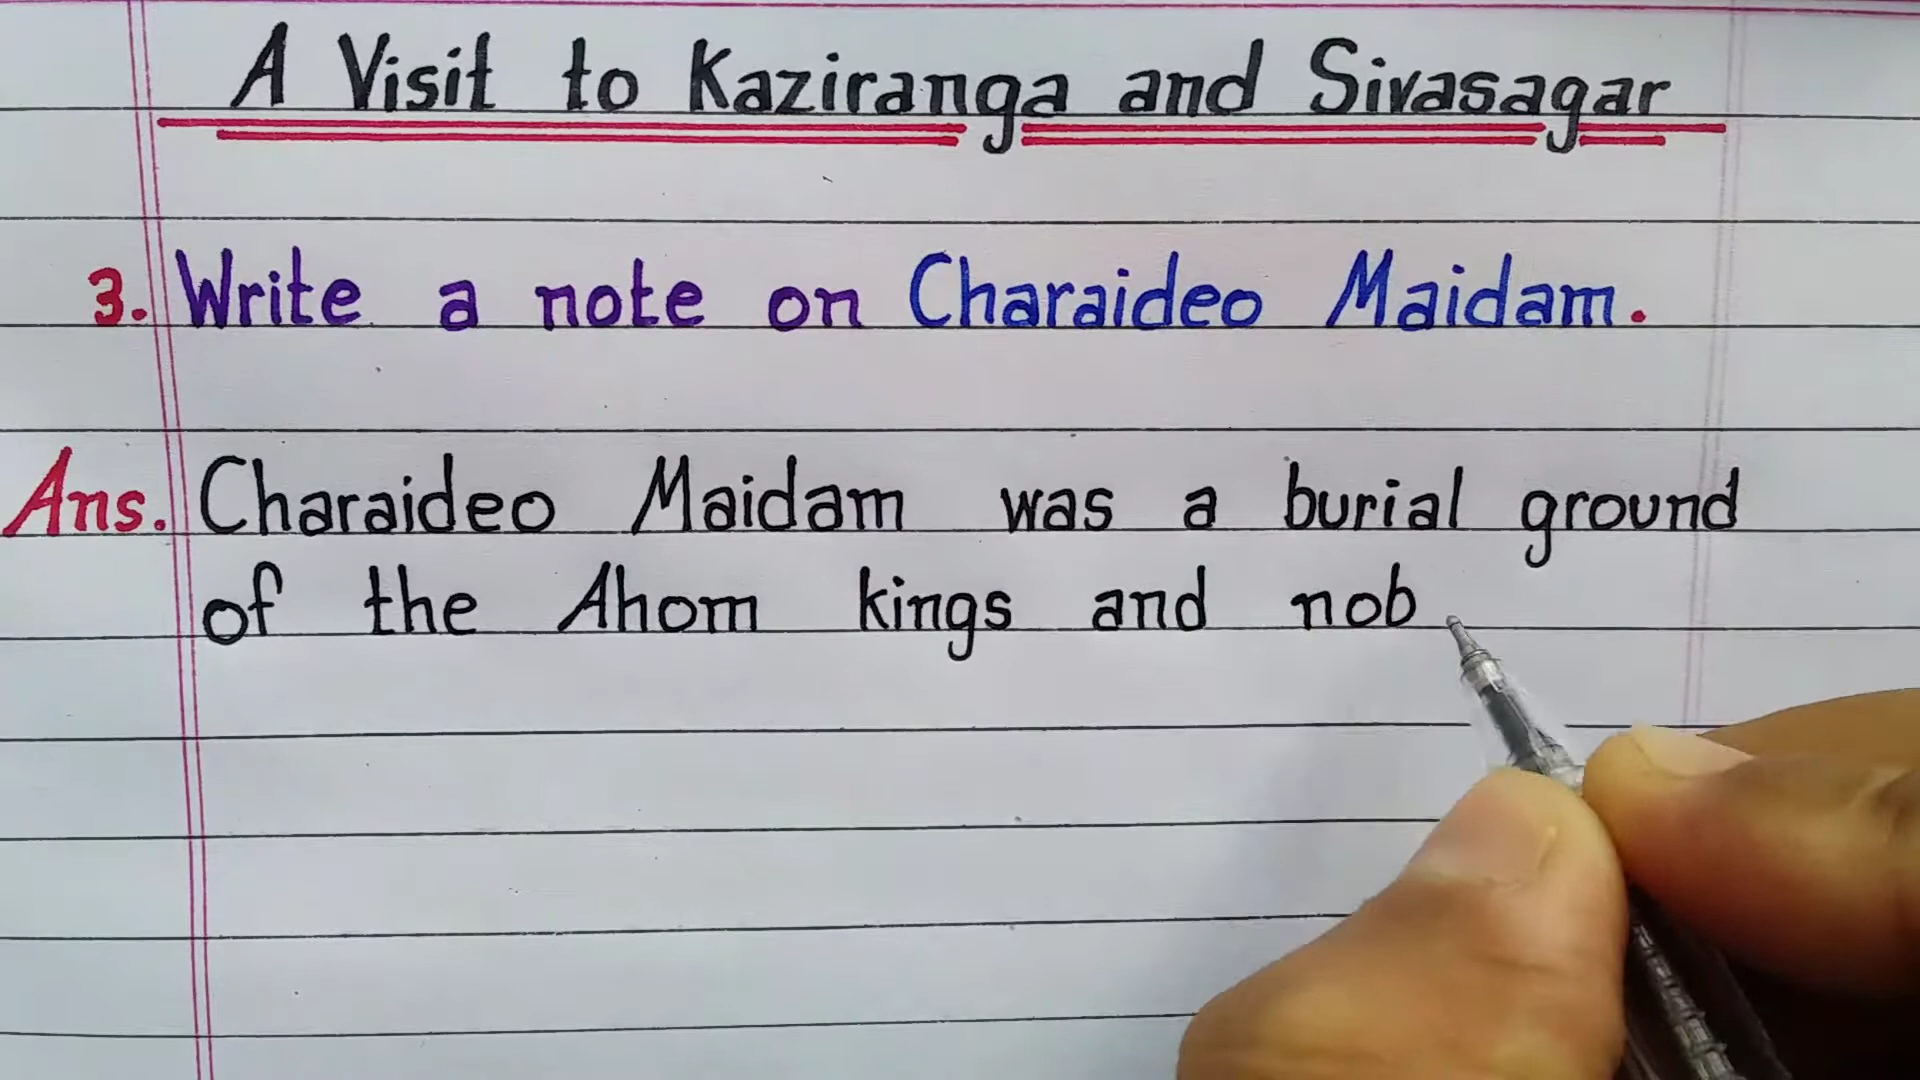 A Visit to Kaziranga and Sivasagar
3. Write a note on Charaideo Maidam.
Ans. Charaideo Maidam was a burial ground
of the Ahom kings and nob